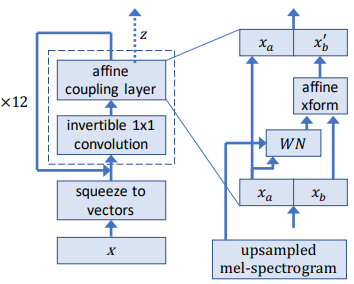 z
×12
affine
coupling layer
invertible 1x1
convolution
squeeze to
vectors
x
x_a
x_b′
affine
xform
WN
x_a
x_b
upsampled
mel-spectrogram